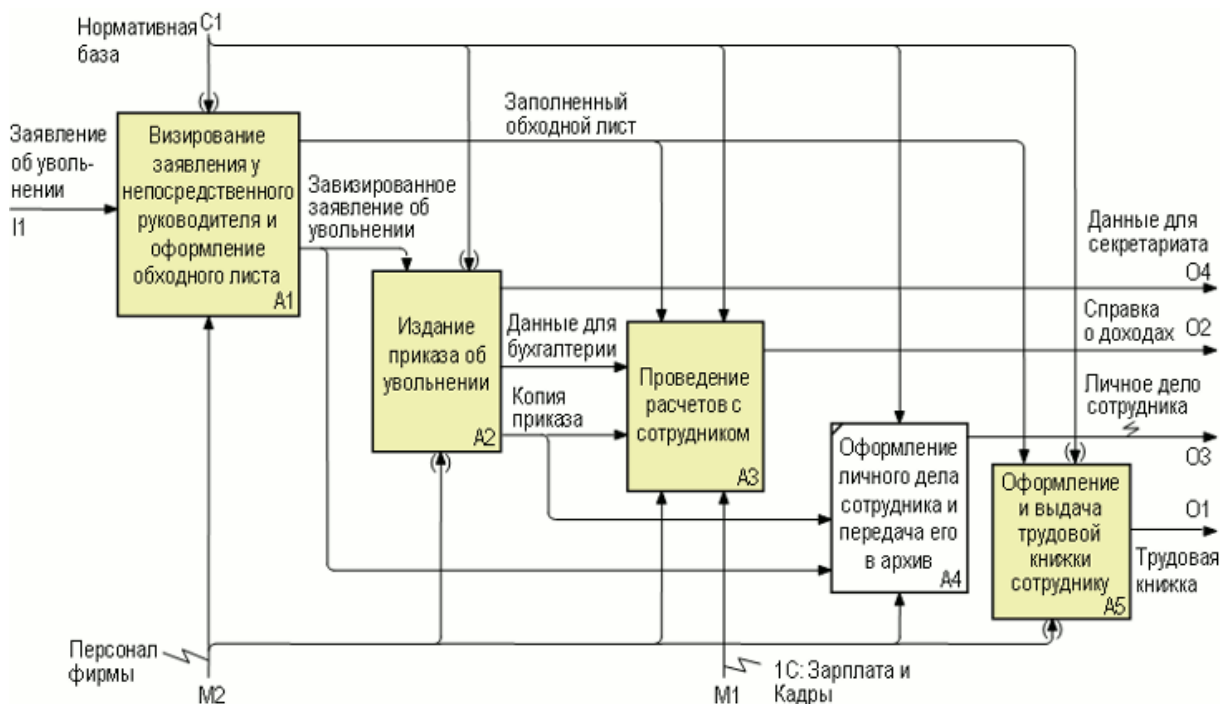 Нормативная
база
C1
Заявление
об уволь-
нении
I1
Визирование
заявления у
непосредственного
руководителя и
оформление
обходного листа
A1
Заполненный
обходной лист
Завизированное
заявление об
увольнении
Издание
приказа об
увольнении
A2
Данные для
бухгалтерии
Копия
приказа
Проведение
расчетов с
сотрудником
A3
Оформление
личного дела
сотрудника и
передача его
в архив
A4
Оформление
и выдача
трудовой
книжки
сотруднику
A5
Данные для
секретариата
O4
Справка
о доходах
O2
Личное дело
сотрудника
O3
O1
Трудовая
книжка
Персонал
фирмы
M2
M1
1С: Зарплата и
Кадры